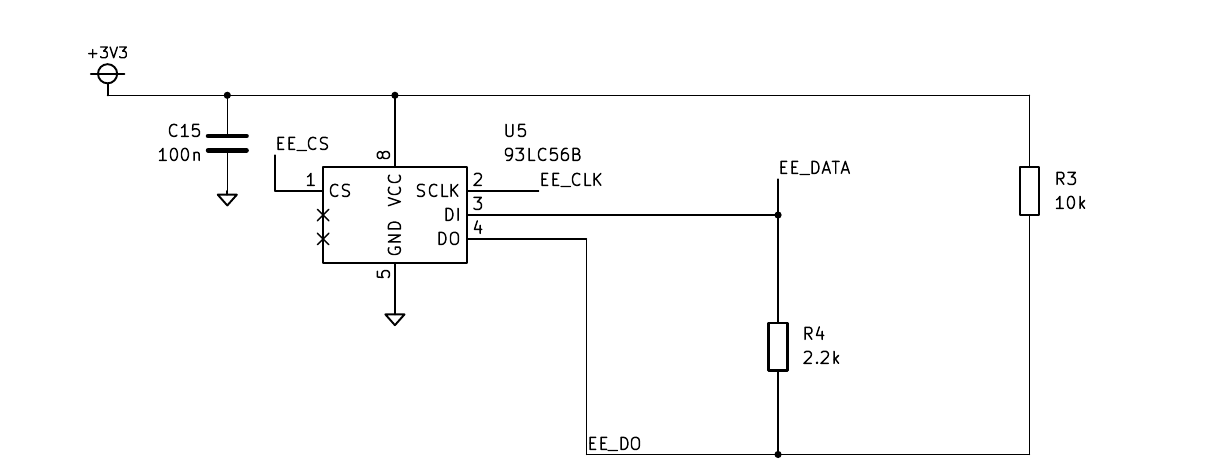 +3V3
C15
100n
EE_CS
U5
93LC56B
8
1
CS
VCC
SCLK
2
EE_CLK
DI
3
GND
DO
4
5
EE_DATA
R3
10k
R4
2.2k
EE_DO